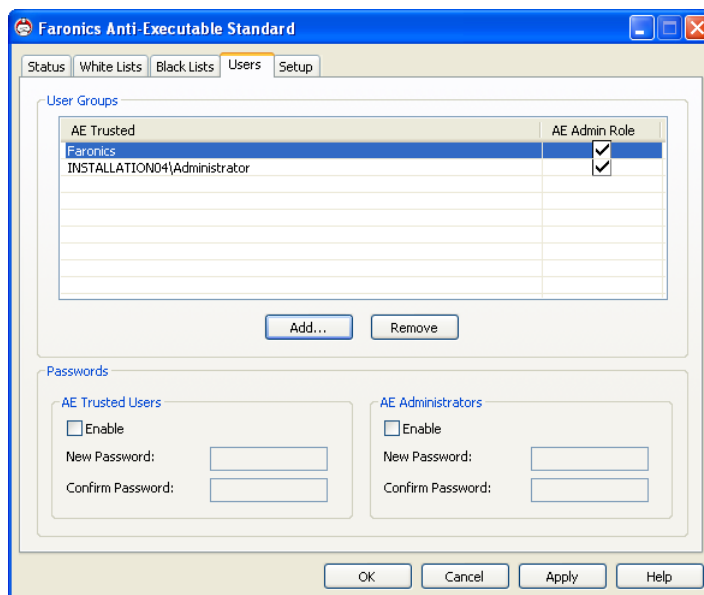 Faronics Anti-Executable Standard
Status White Lists Black Lists Users Setup
User Groups
AE Trusted AE Admin Role
Faronics
INSTALLATION04\Administrator
Add... Remove
Passwords
AE Trusted Users AE Administrators
Enable Enable
New Password: New Password:
Confirm Password: Confirm Password:
OK Cancel Apply Help